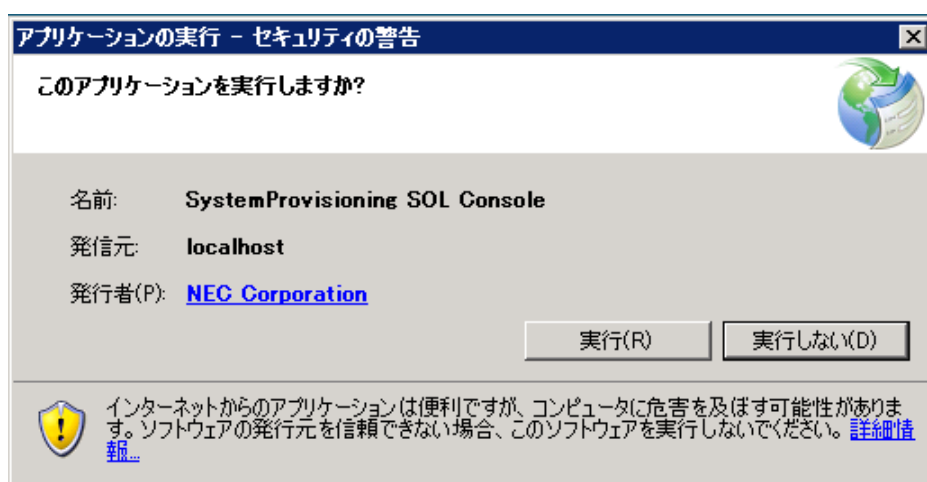 アプリケーションの実行 - セキュリティの警告
このアプリケーションを実行しますか?
名前: SystemProvisioning SOL Console
発信元: localhost
発行者(P): NEC Corporation
実行(R) 実行しない(D)
インターネットからのアプリケーションは便利ですが、コンピュータに危害を及ぼす可能性がありま
す。ソフトウェアの発行元を信頼できない場合、このソフトウェアを実行しないでください。詳細情
報...